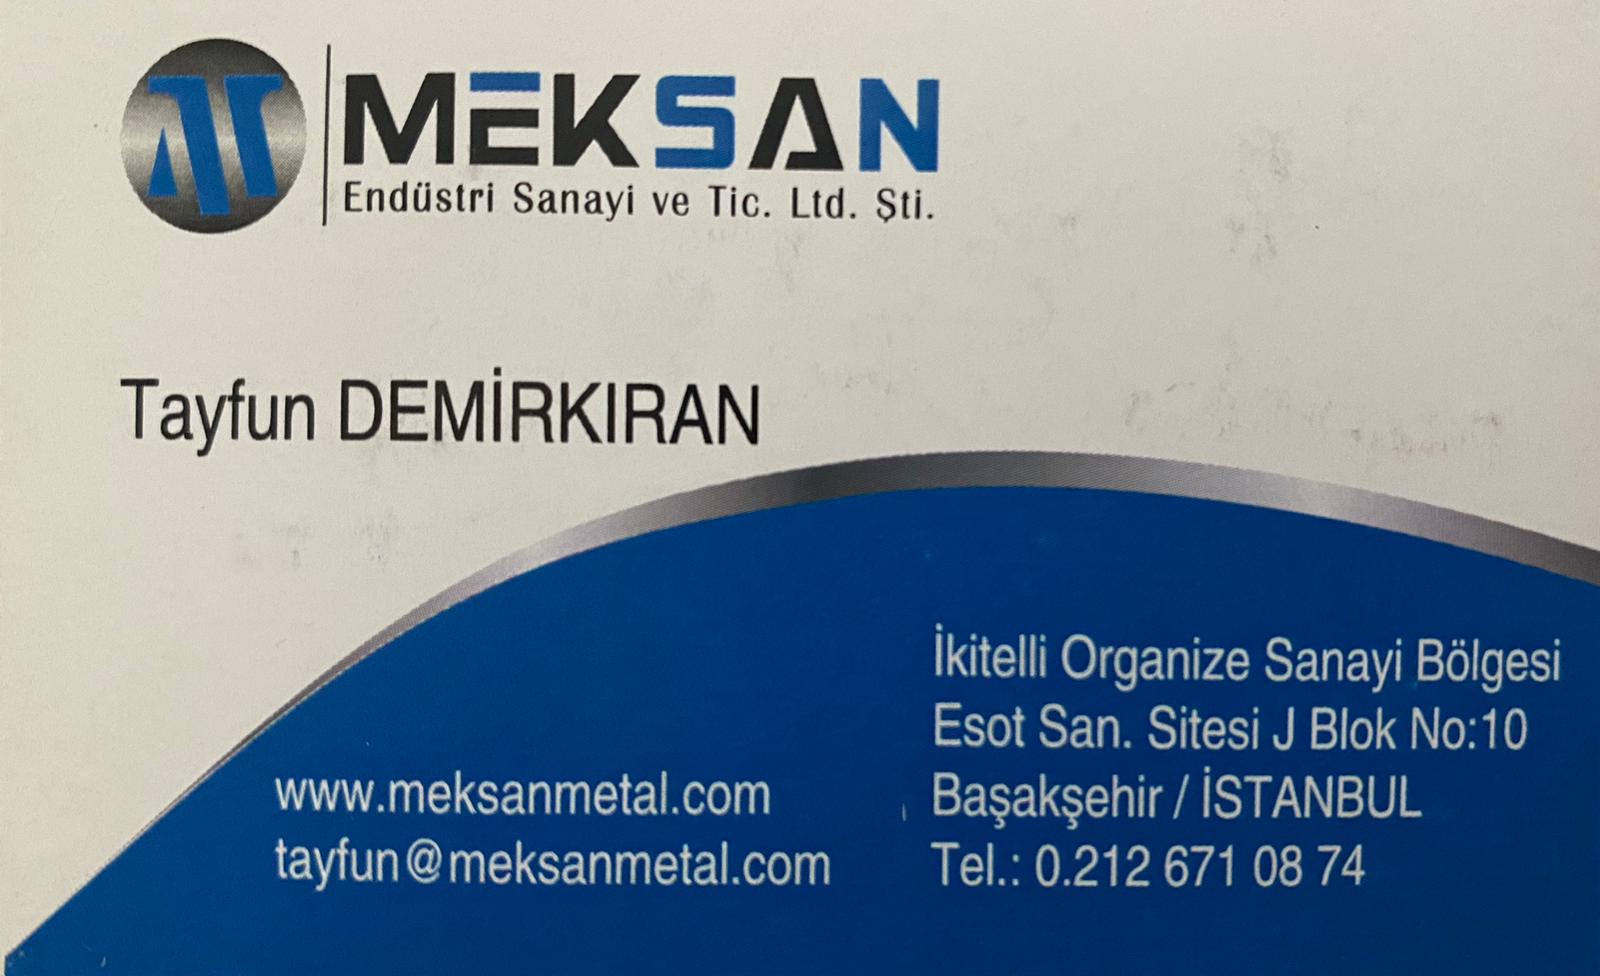 MEKSAN
Endüstri Sanayi ve Tic. Ltd. Şti.
Tayfun DEMİRKIRAN
www.meksanmetal.com
tayfun@meksanmetal.com
İkitelli Organize Sanayi Bölgesi
Esot San. Sitesi J Blok No:10
Başakşehir / İSTANBUL
Tel.: 0.212 671 08 74